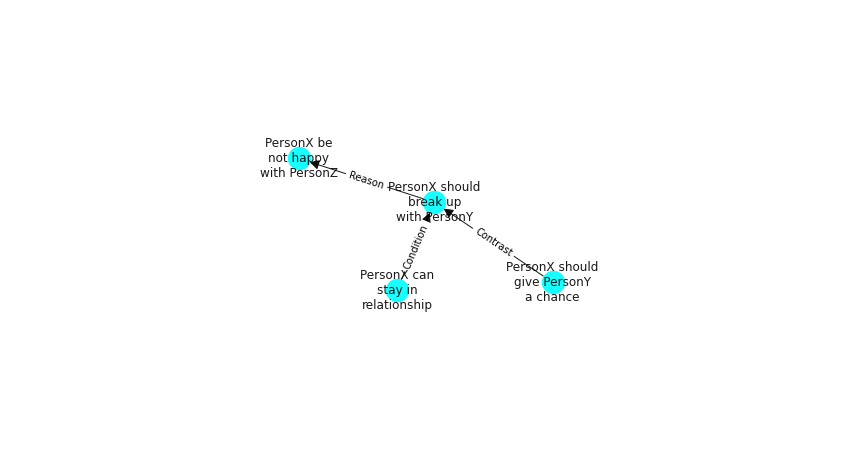 PersonX be
not happy
with PersonZ
Reason
PersonX should
break up
with PersonY
Condition
Contrast
PersonX can
stay in
relationship
PersonX should
give PersonY
a chance